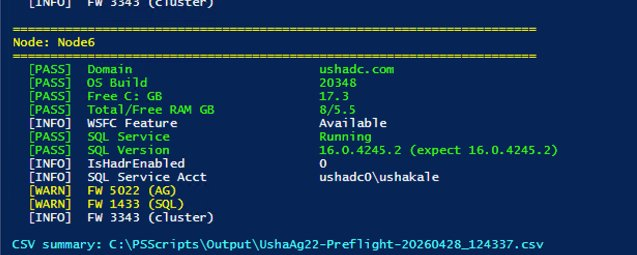 [INFO] FW 3343 (cluster)
==========================================================================
Node: Node6
==========================================================================
[PASS] Domain ushadc.com
[PASS] OS Build 20348
[PASS] Free C: GB 17.3
[PASS] Total/Free RAM GB 8/5.5
[INFO] WSFC Feature Available
[PASS] SQL Service Running
[PASS] SQL Version 16.0.4245.2 (expect 16.0.4245.2)
[INFO] IsHadrEnabled 0
[INFO] SQL Service Acct ushadc0\ushakale
[WARN] FW 5022 (AG)
[WARN] FW 1433 (SQL)
[INFO] FW 3343 (cluster)
CSV summary: C:\PSScripts\Output\UshaAg22-Preflight-20260428_124337.csv